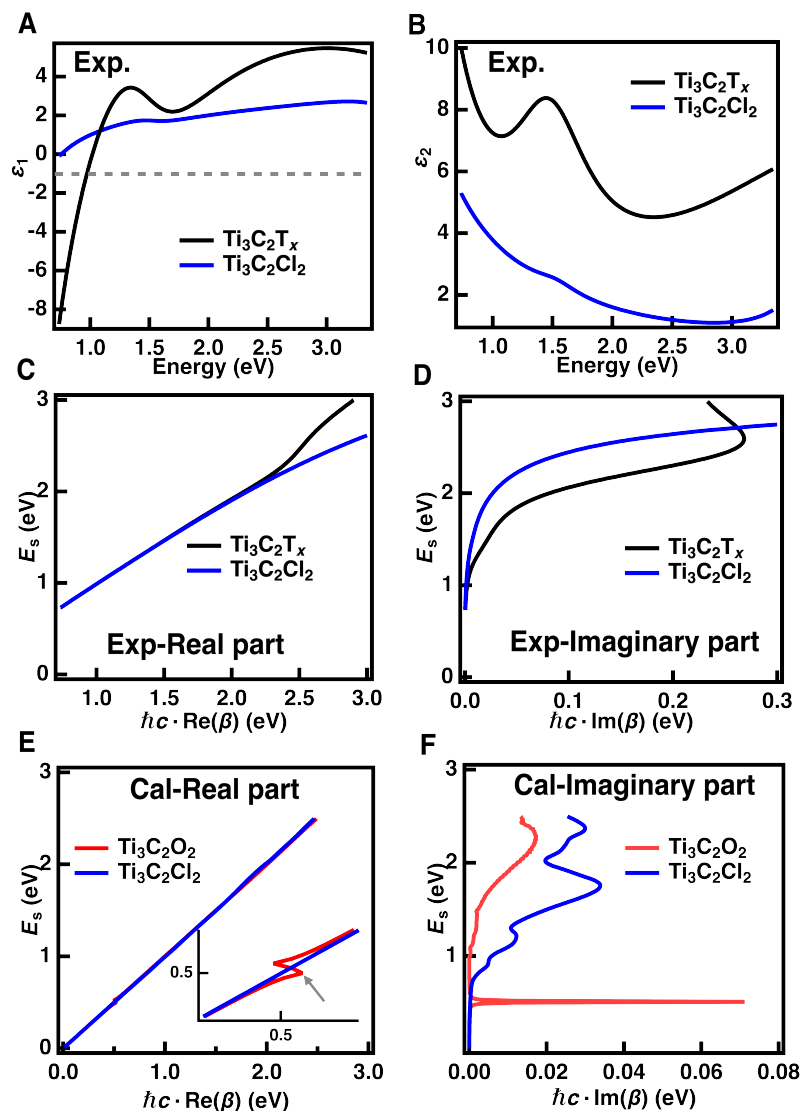 A
Exp.
4
2
0
-2
-4
-6
-8
ε1
Ti3C2Tx
Ti3C2Cl2
1.0 1.5 2.0 2.5 3.0
Energy (eV)
B
Exp.
10
8
6
4
2
ε2
Ti3C2Tx
Ti3C2Cl2
1.0 1.5 2.0 2.5 3.0
Energy (eV)
C
3
2
1
0
Es (eV)
Ti3C2Tx
Ti3C2Cl2
Exp-Real part
1.0 1.5 2.0 2.5 3.0
ℏc · Re(β) (eV)
D
3
2
1
0
Es (eV)
Ti3C2Tx
Ti3C2Cl2
Exp-Imaginary part
0.0 0.1 0.2 0.3
ℏc · Im(β) (eV)
E
Cal-Real part
3
2
1
0
Es (eV)
Ti3C2O2
Ti3C2Cl2
0.5
0.5
0.0 0.5 1.0 1.5 2.0 2.5 3.0
ℏc · Re(β) (eV)
F
Cal-Imaginary part
3
2
1
0
Es (eV)
Ti3C2O2
Ti3C2Cl2
0.00 0.02 0.04 0.06 0.08
ℏc · Im(β) (eV)